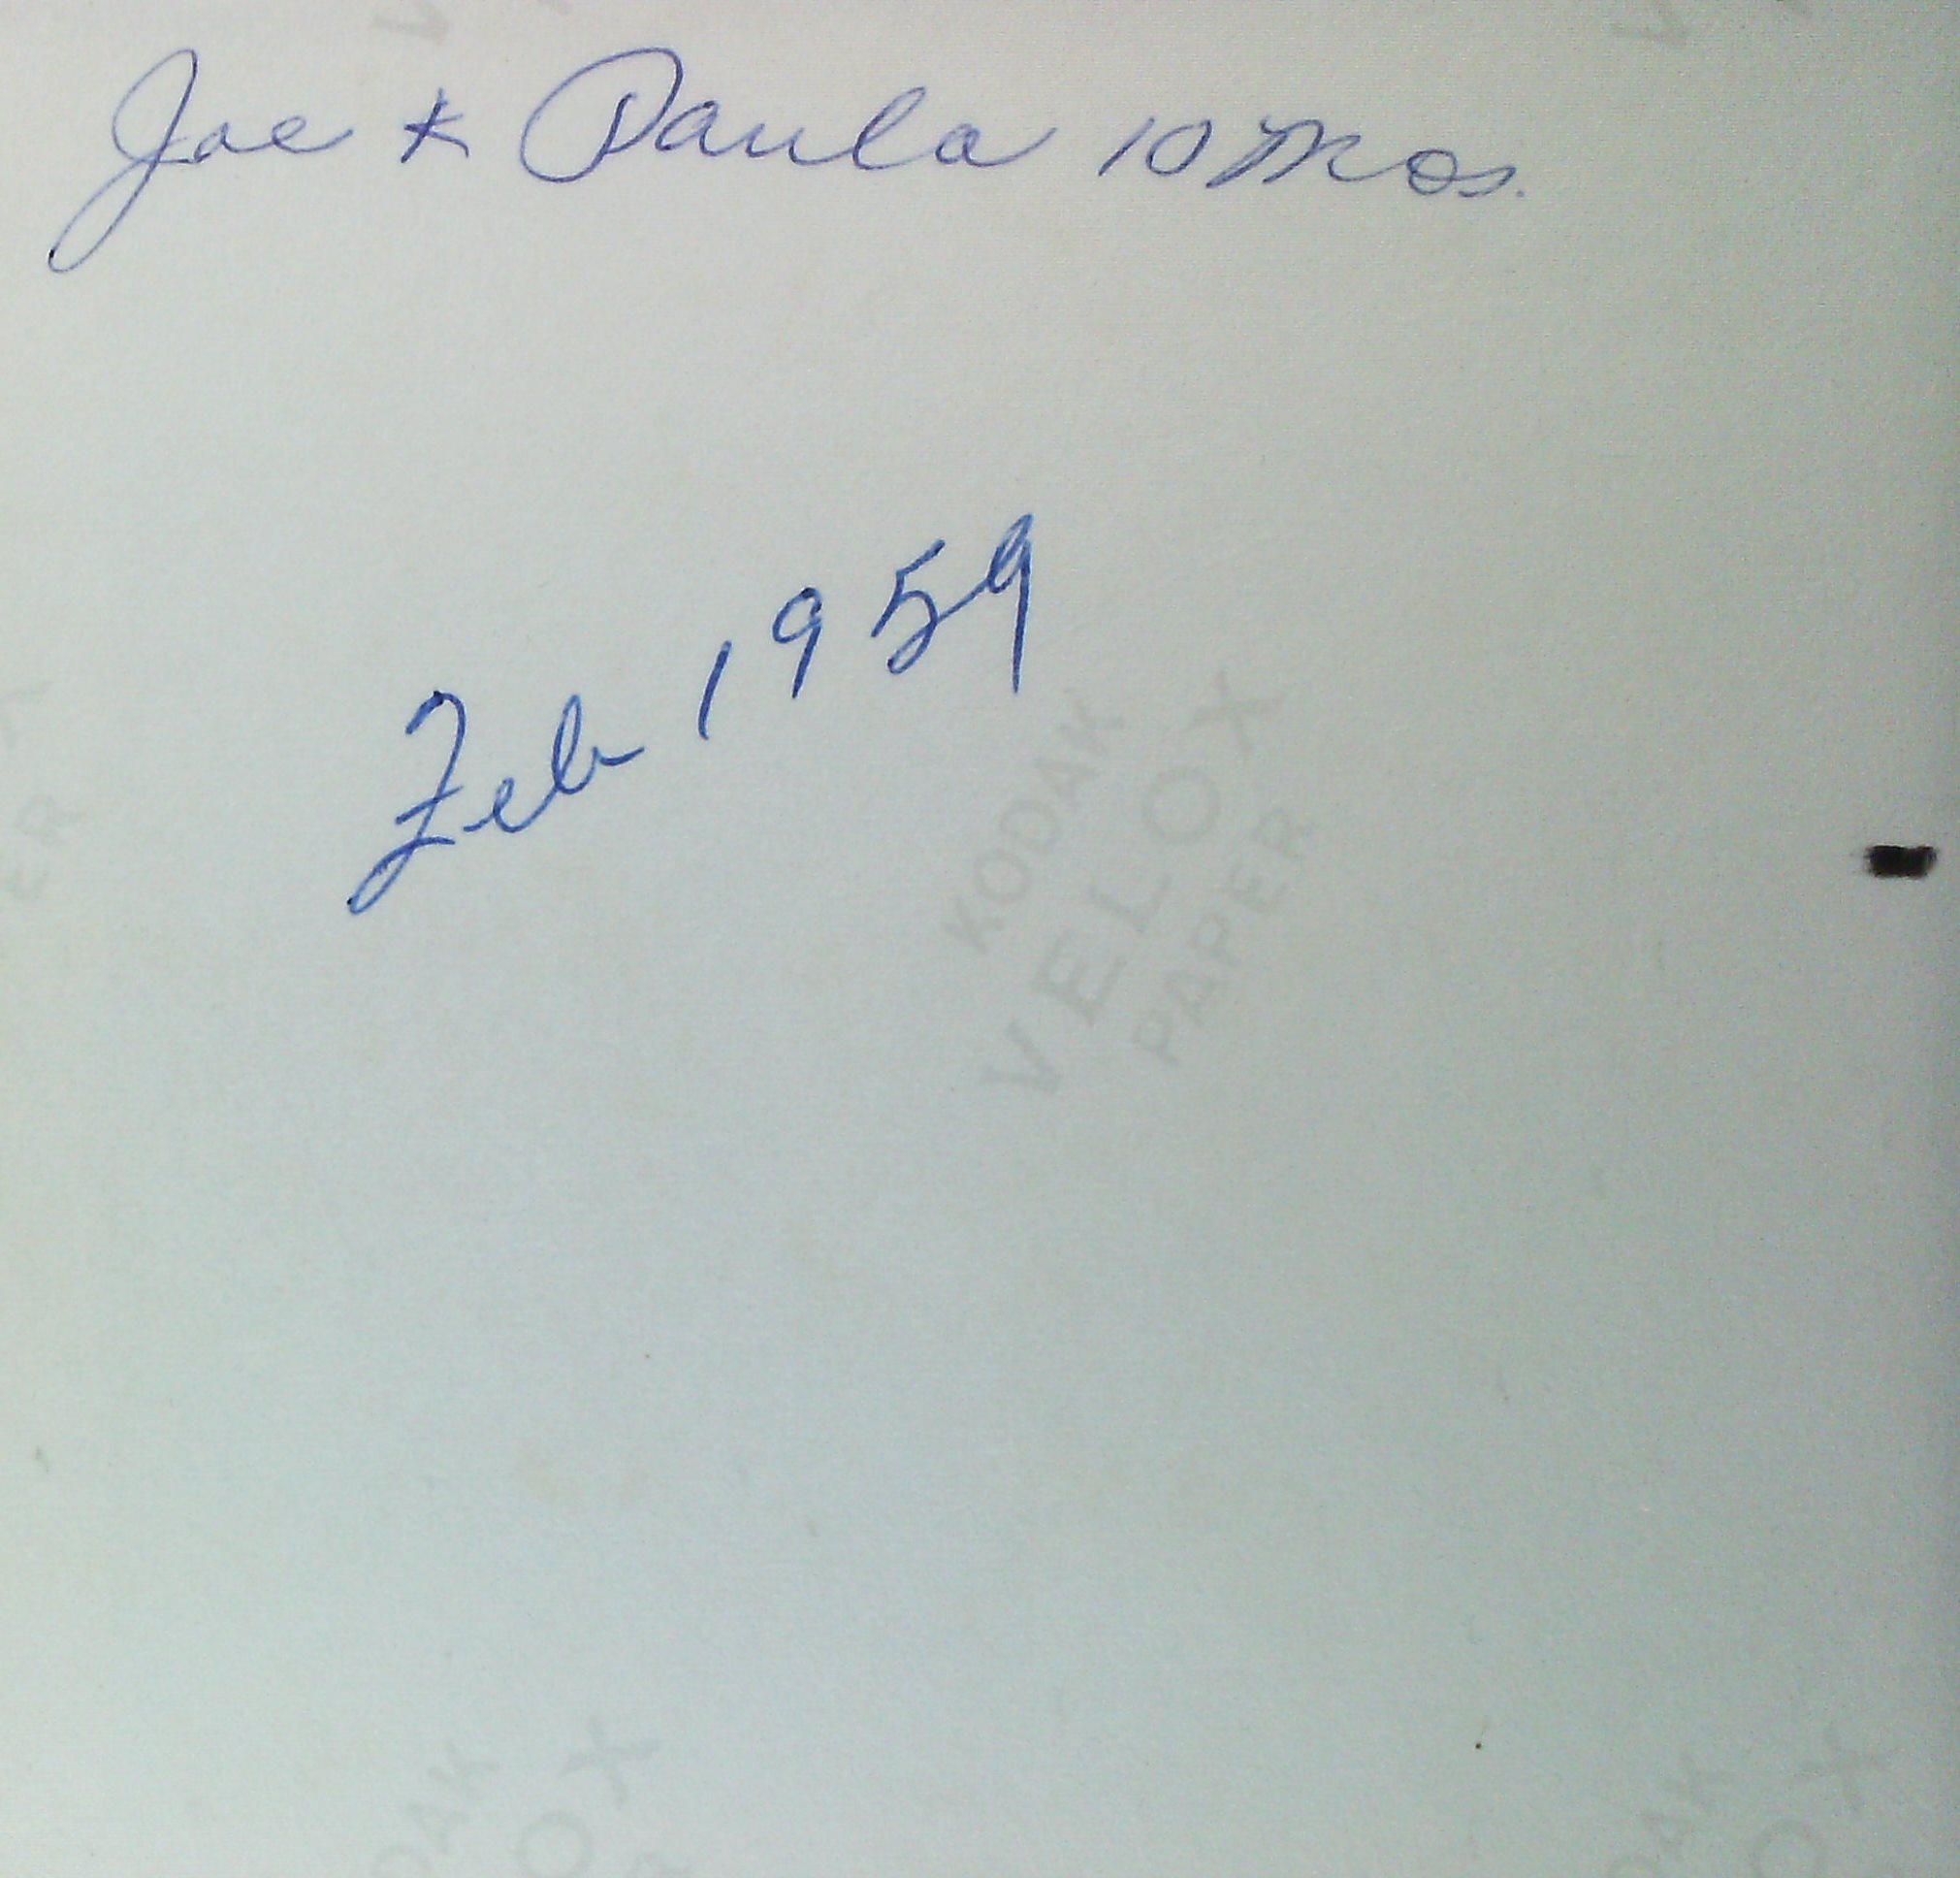 Joe & Paula 10 Mos.
Feb 1959
KODAK
VELOX
PAPER